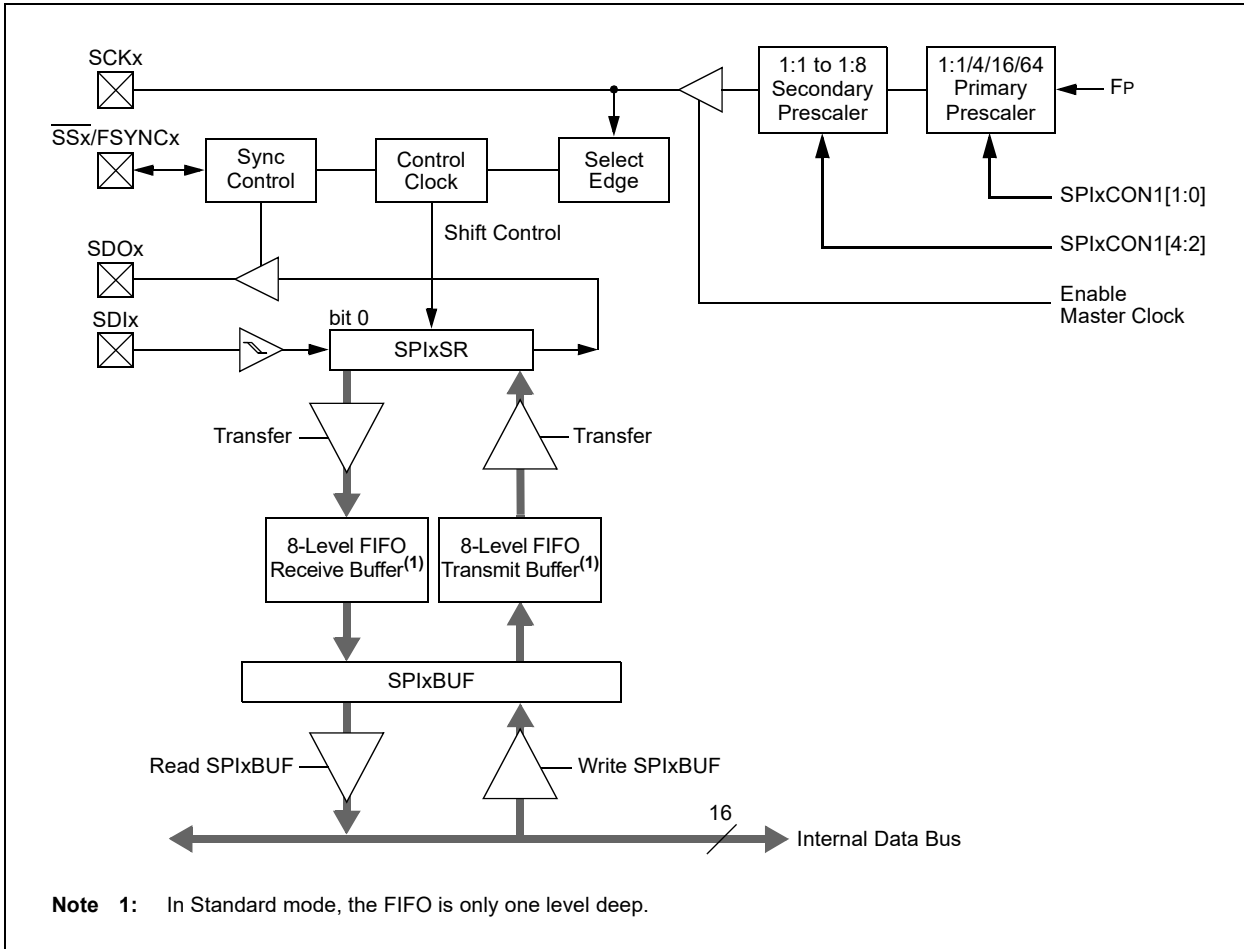 SCKx
1:1 to 1:8
Secondary
Prescaler
1:1/4/16/64
Primary
Prescaler
FP
SSx/FSYNCx
Sync
Control
Control
Clock
Select
Edge
SPIxCON1[1:0]
Shift Control
SPIxCON1[4:2]
SDOx
Enable
Master Clock
SDIx
bit 0
SPIxSR
Transfer
Transfer
8-Level FIFO
Receive Buffer(1)
8-Level FIFO
Transmit Buffer(1)
SPIxBUF
Read SPIxBUF
Write SPIxBUF
16
Internal Data Bus
Note 1: In Standard mode, the FIFO is only one level deep.